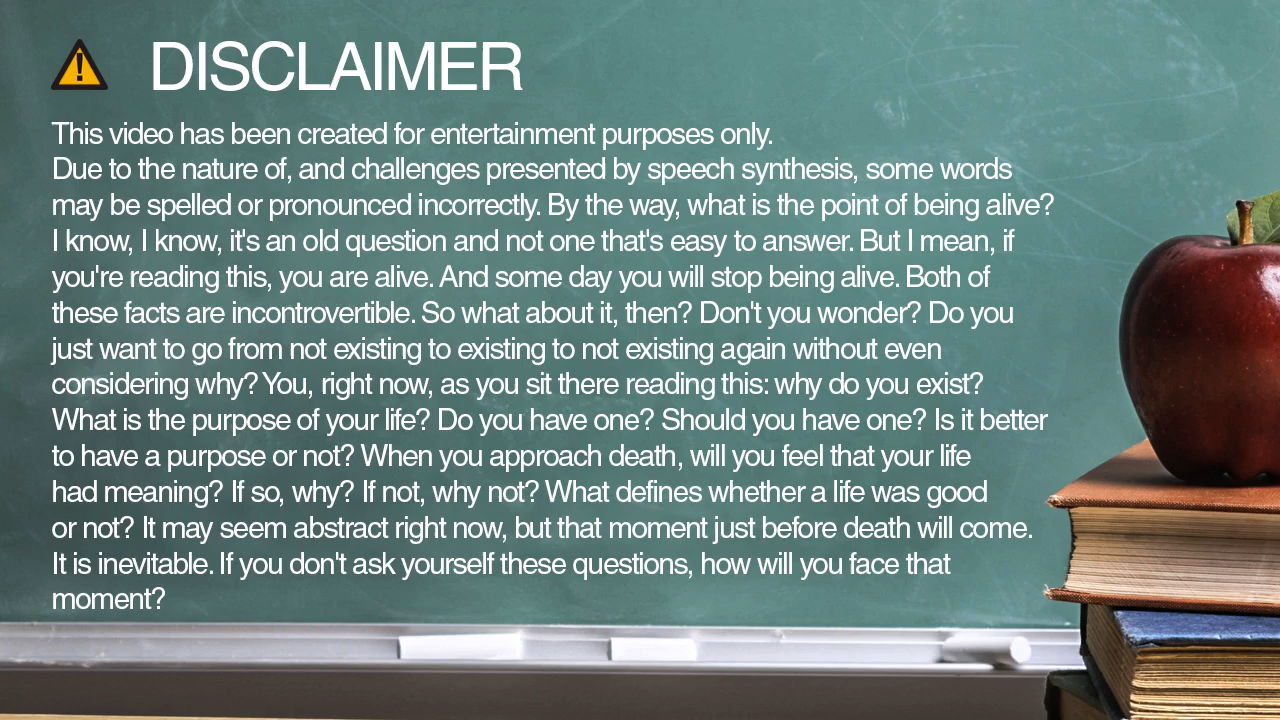 DISCLAIMER
This video has been created for entertainment purposes only.
Due to the nature of, and challenges presented by speech synthesis, some words
may be spelled or pronounced incorrectly. By the way, what is the point of being alive?
I know, I know, it's an old question and not one that's easy to answer. But I mean, if
you're reading this, you are alive. And some day you will stop being alive. Both of
these facts are incontrovertible. So what about it, then? Don't you wonder? Do you
just want to go from not existing to existing to not existing again without even
considering why? You, right now, as you sit there reading this: why do you exist?
What is the purpose of your life? Do you have one? Should you have one? Is it better
to have a purpose or not? When you approach death, will you feel that your life
had meaning? If so, why? If not, why not? What defines whether a life was good
or not? It may seem abstract right now, but that moment just before death will come.
It is inevitable. If you don't ask yourself these questions, how will you face that
moment?